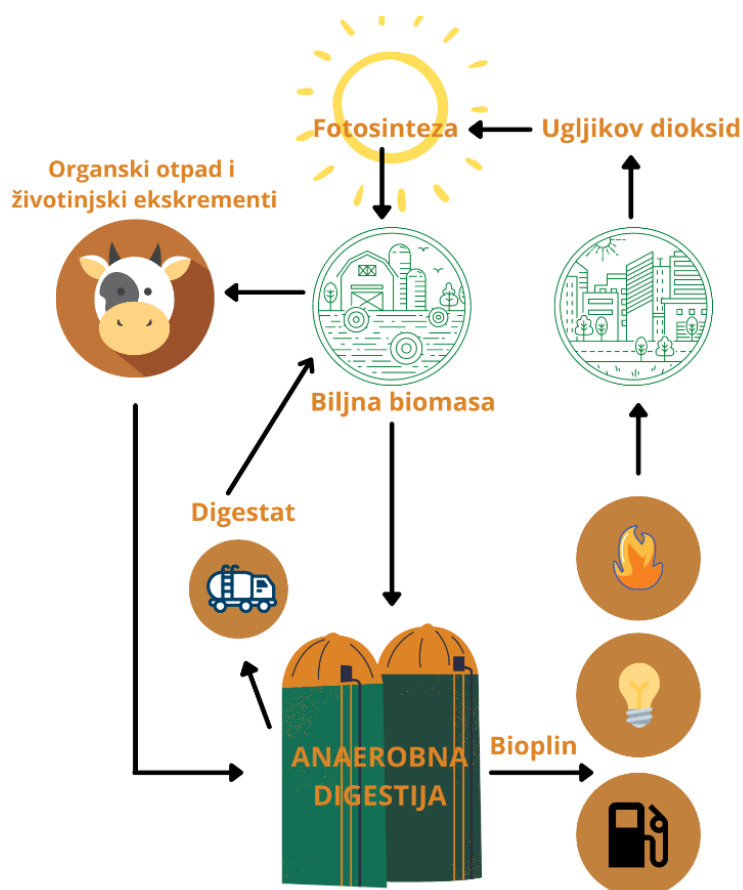 Fotosinteza
Ugljikov dioksid
Organski otpad i
životinjski ekskrementi
Biljna biomasa
Digestat
ANAEROBNA
DIGESTIJA
Bioplin